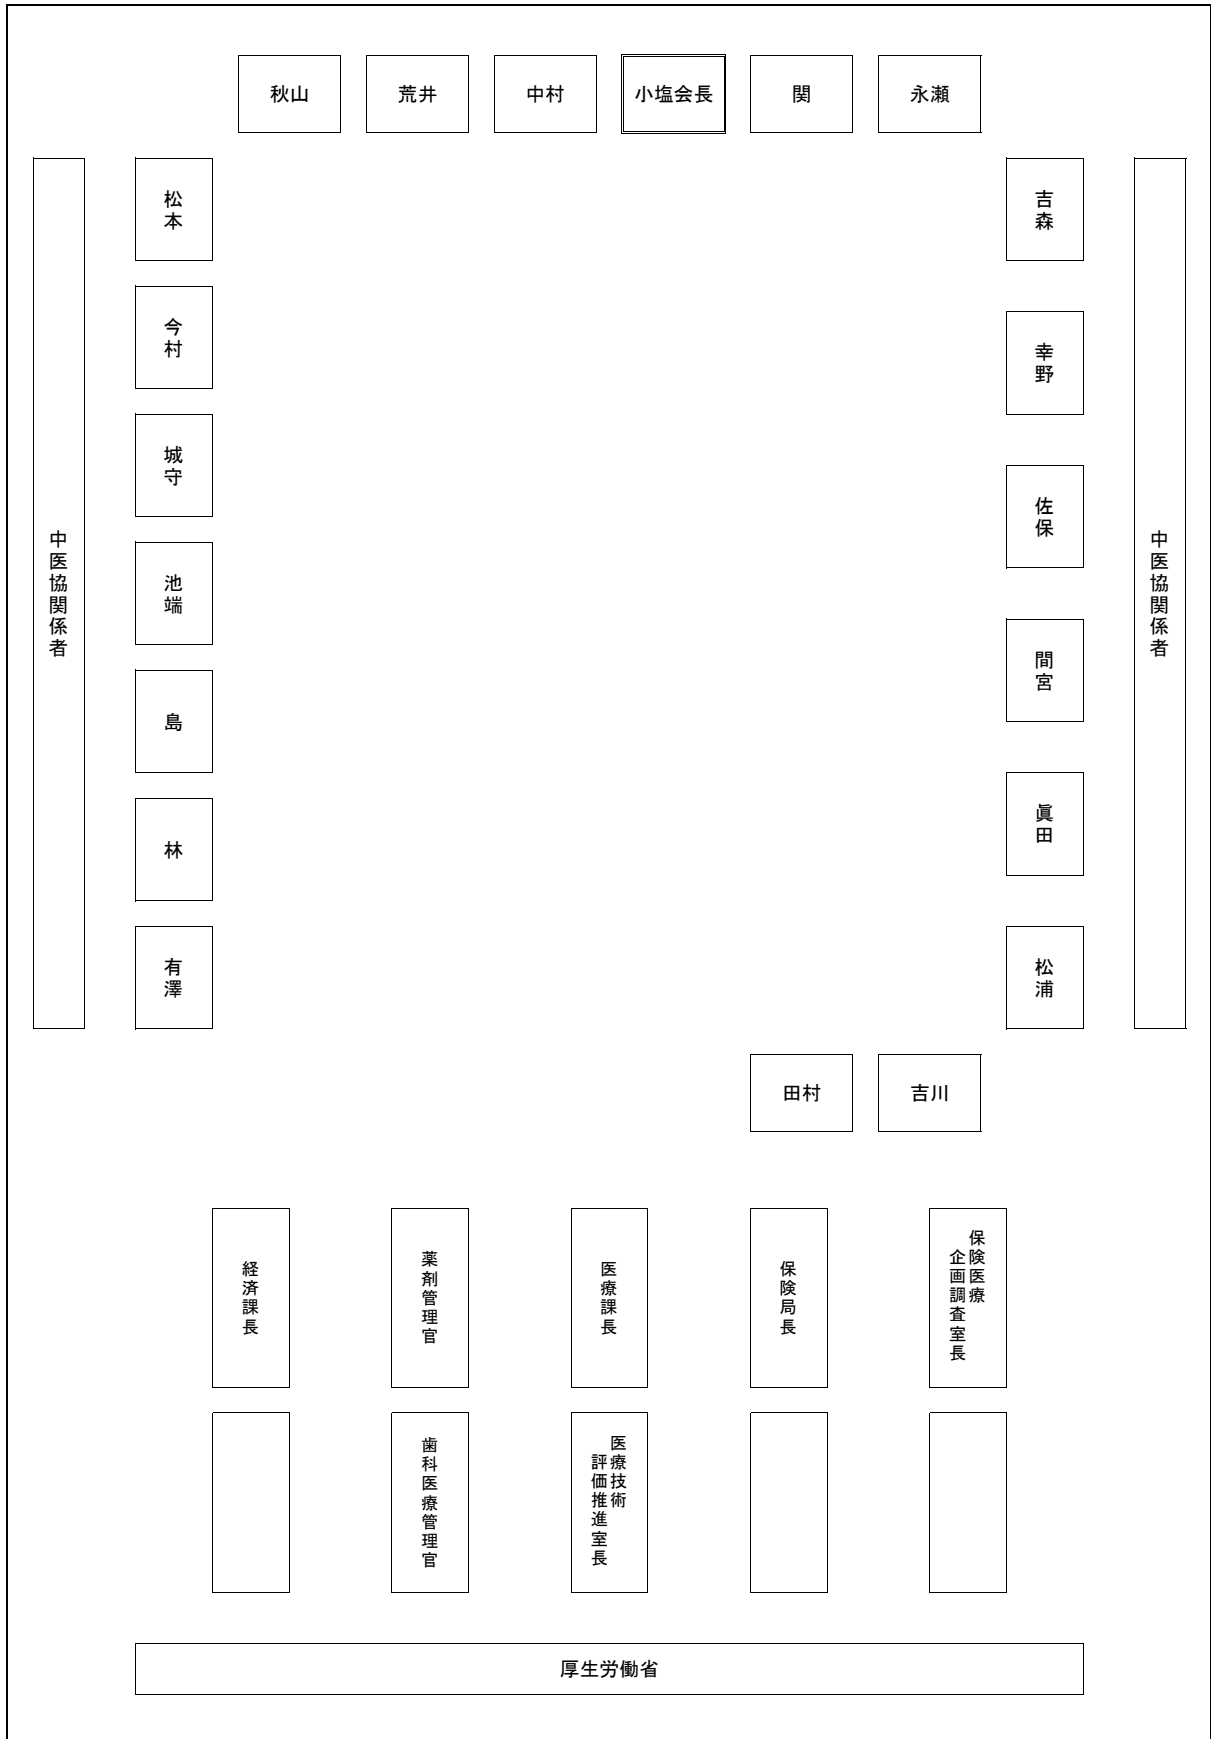 秋山
荒井
中村
小塩会長
関
永瀬
松本
今村
城守
池端
島
林
有澤
中医協関係者
吉森
幸野
佐保
間宮
眞田
松浦
中医協関係者
田村
吉川
経済課長
薬剤管理官
医療課長
保険局長
保険医療
企画調査室長
歯科医療管理官
医療技術
評価推進室長
厚生労働省